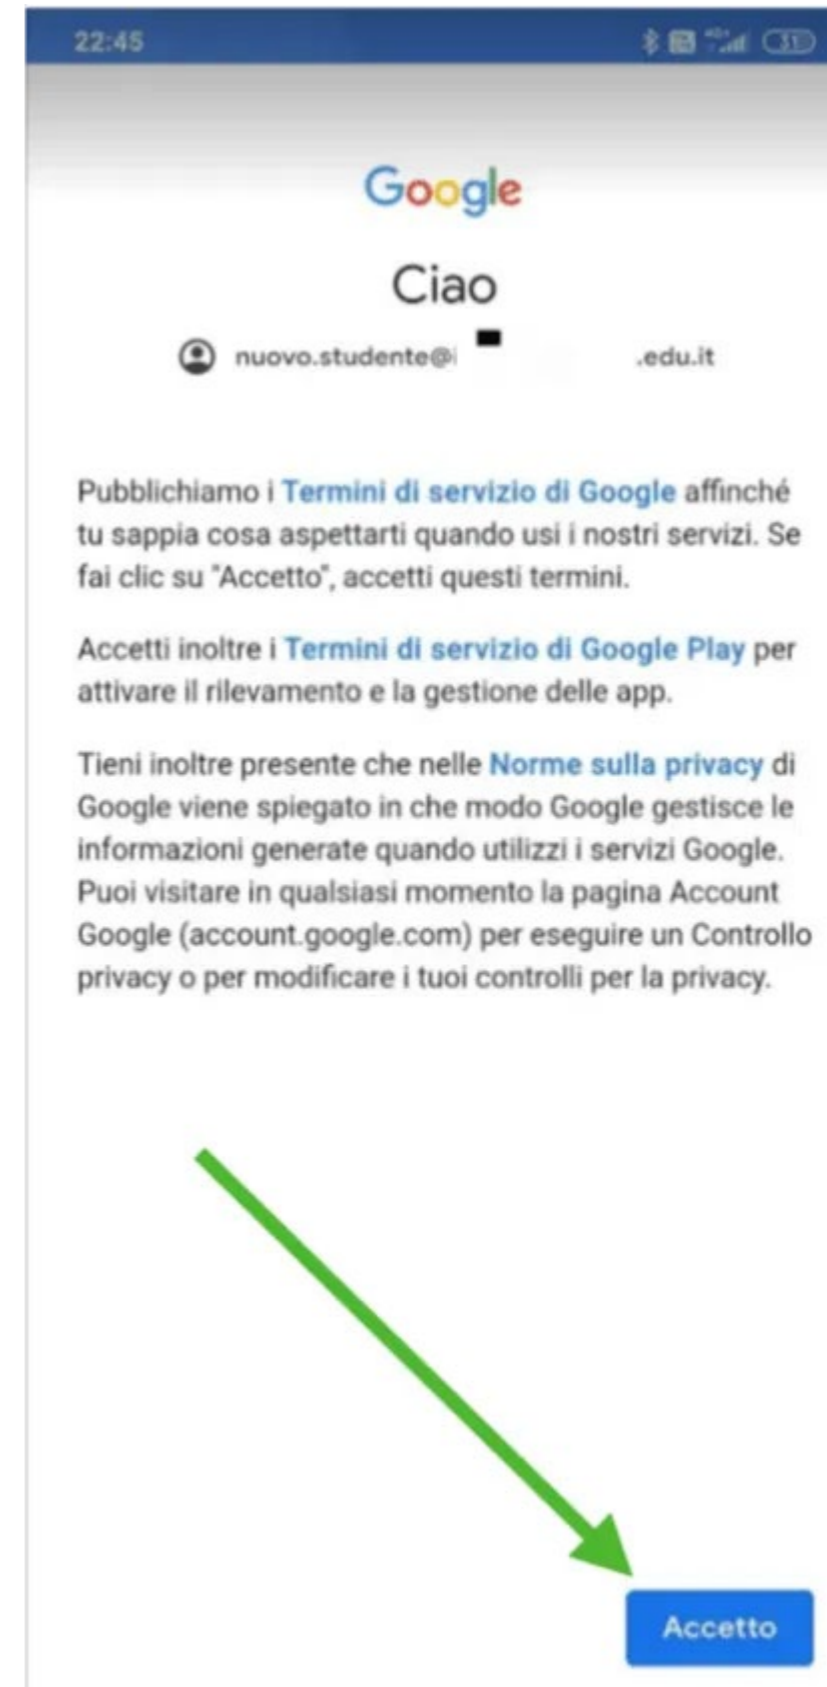 22:45
31
Google
Ciao
nuovo.studente@i .edu.it
Pubblichiamo i Termini di servizio di Google affinché
tu sappia cosa aspettarti quando usi i nostri servizi. Se
fai clic su "Accetto", accetti questi termini.
Accetti inoltre i Termini di servizio di Google Play per
attivare il rilevamento e la gestione delle app.
Tieni inoltre presente che nelle Norme sulla privacy di
Google viene spiegato in che modo Google gestisce le
informazioni generate quando utilizzi i servizi Google.
Puoi visitare in qualsiasi momento la pagina Account
Google (account.google.com) per eseguire un Controllo
privacy o per modificare i tuoi controlli per la privacy.
Accetto